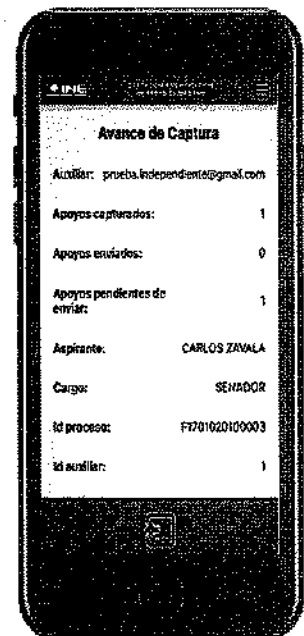 INE
Avance de Captura
Auxiliar: prueba.independiente@gmail.com
Apoyos capturados: 1
Apoyos enviados: 0
Apoyos pendientes de
enviar: 1
Aspirante: CARLOS ZAVALA
Cargo: SENADOR
Id proceso: F1701020100003
Id auxiliar: 1